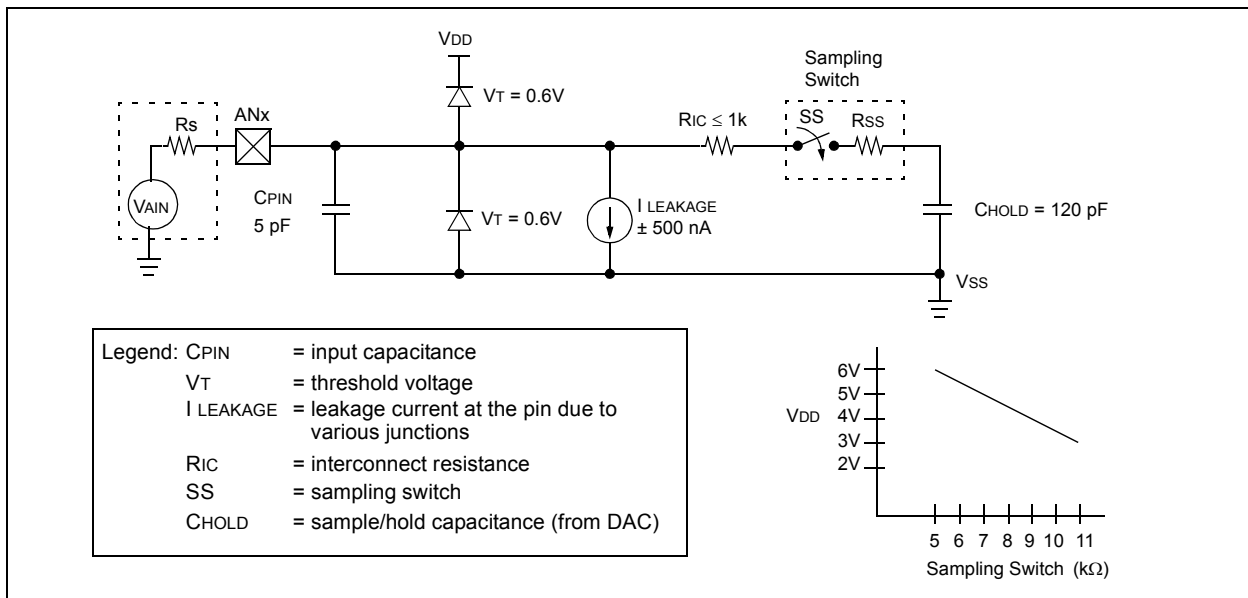 VDD
Sampling
Switch
VT = 0.6V
ANx
Rs
RIC ≤ 1k
SS
RSS
VAIN
CPIN
5 pF
VT = 0.6V
I LEAKAGE
± 500 nA
CHOLD = 120 pF
VSS
Legend: CPIN = input capacitance
VT = threshold voltage
I LEAKAGE = leakage current at the pin due to
various junctions
RIC = interconnect resistance
SS = sampling switch
CHOLD = sample/hold capacitance (from DAC)
6V
5V
VDD 4V
3V
2V
5 6 7 8 9 10 11
Sampling Switch (kΩ)